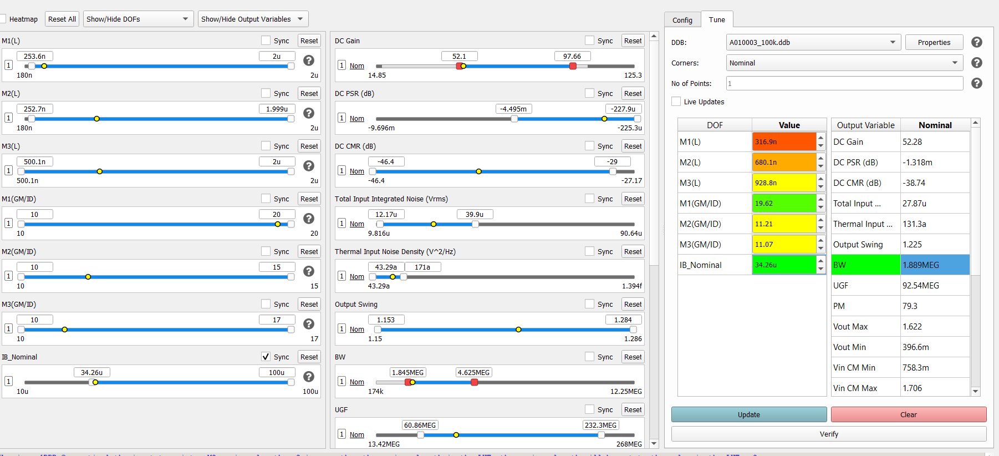 Heatmap Reset All Show/Hide DOFs Show/Hide Output Variables
M1(L) Sync Reset
253.6n 2u
1
180n 2u
M2(L) Sync Reset
252.7n 1.999u
1
180n 2u
M3(L) Sync Reset
500.1n 2u
1
500.1n 2u
M1(GM/ID) Sync Reset
10 20
1
10 20
M2(GM/ID) Sync Reset
10 15
1
10 15
M3(GM/ID) Sync Reset
10 17
1
10 17
IB_Nominal Sync Reset
34.26u 100u
1
10u 100u
DC Gain Sync Reset
52.1 97.66
1 Nom
14.85 125.3
DC PSR (dB) Sync Reset
-4.495m -227.9u
1 Nom
-9.696m -225.3u
DC CMR (dB) Sync Reset
-46.4 -29
1 Nom
-46.4 -27.17
Total Input Integrated Noise (Vrms) Sync Reset
12.17u 39.9u
1 Nom
9.816u 90.64u
Thermal Input Noise Density (V^2/Hz) Sync Reset
43.29a 171a
1 Nom
43.29a 1.394f
Output Swing Sync Reset
1.153 1.284
1 Nom
1.15 1.286
BW Sync Reset
1.845MEG 4.625MEG
1 Nom
174k 12.25MEG
UGF Sync Reset
60.86MEG 232.3MEG
1 Nom
13.42MEG 268MEG
Config Tune
DDB: A010003_100k.ddb Properties ?
Corners: Nominal ?
No of Points: 1 ?
Live Updates
DOF Value
M1(L) 316.9n
M2(L) 680.1n
M3(L) 928.8n
M1(GM/ID) 19.62
M2(GM/ID) 11.21
M3(GM/ID) 11.07
IB_Nominal 34.26u
Output Variable Nominal
DC Gain 52.28
DC PSR (dB) -1.318m
DC CMR (dB) -38.74
Total Input ... 27.87u
Thermal Input ... 131.3a
Output Swing 1.225
BW 1.889MEG
UGF 92.54MEG
PM 79.3
Vout Max 1.622
Vout Min 396.6m
Vin CM Min 758.3m
Vin CM Max 1.706
Update Clear
Verify